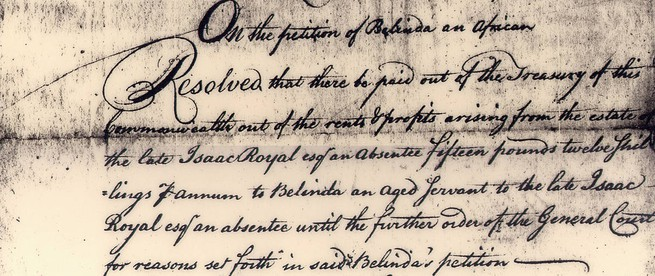 On the petition of Belinda an African
Resolved that there be paid out of the Treasury of this
Commonwealth out of the rents & profits arising from the estate of
the late Isaac Royal esqr an absentee fifteen pounds twelve Shil
=lings ⅌ annum to Belinda an aged Servant to the late Isaac
Royal esqr an absentee until the further order of the General Court
for reasons set forth in said Belinda's petition —